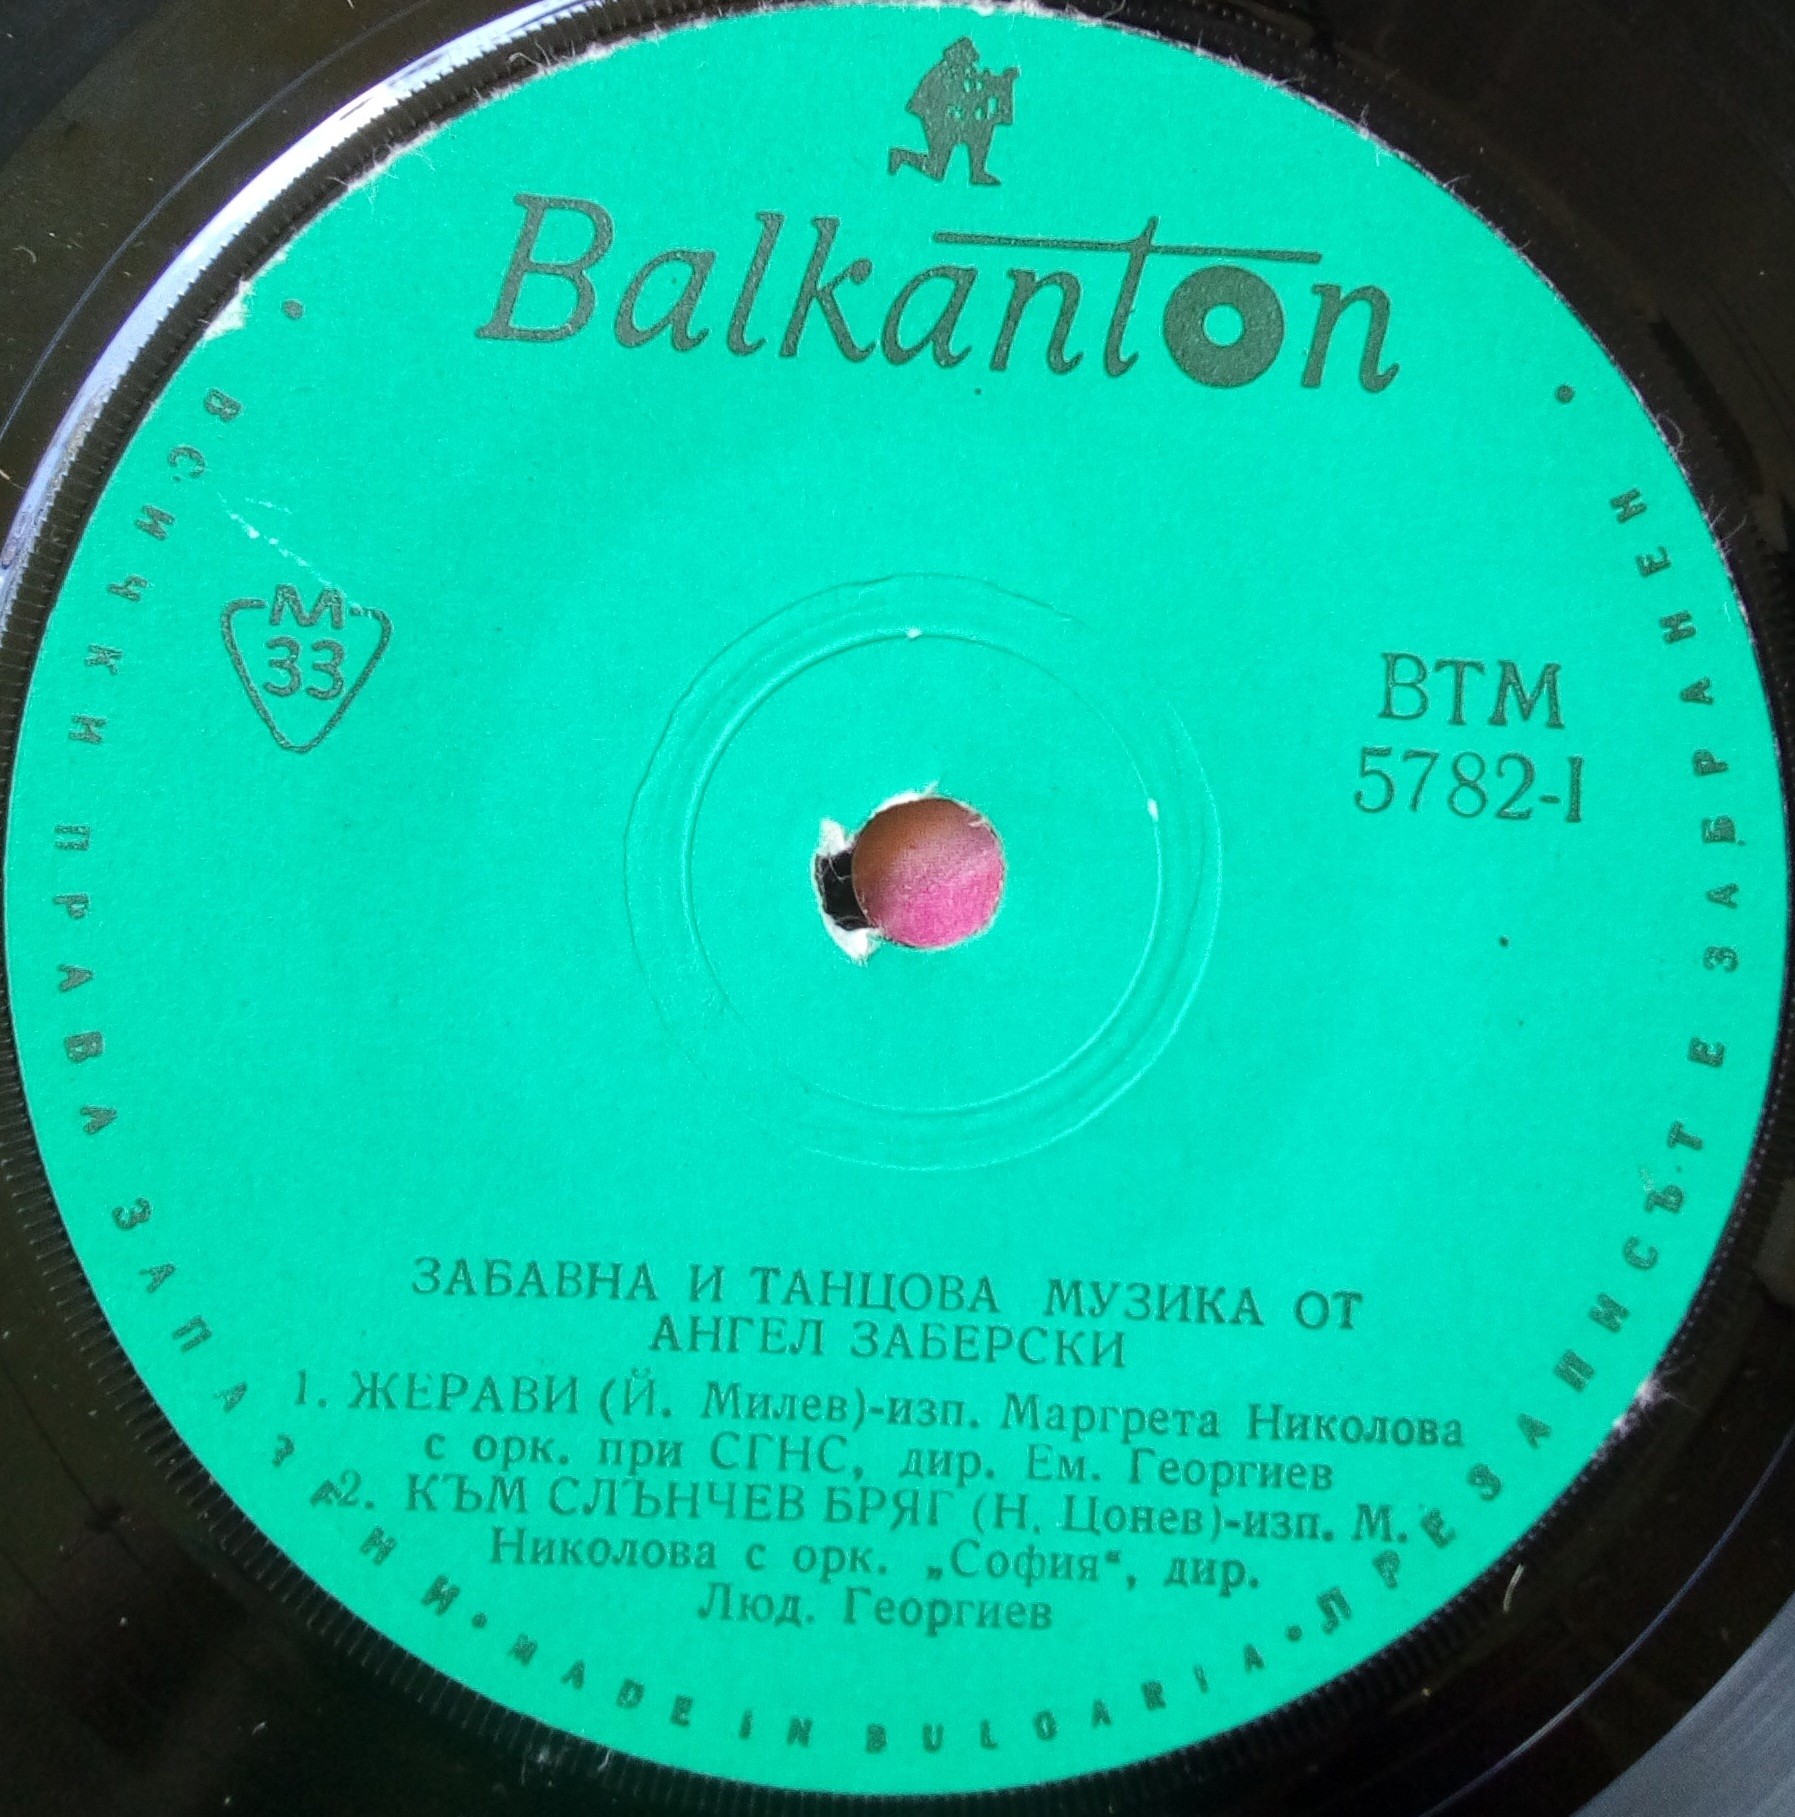 Balkanton
М
33
ВТМ
5782-I
ЗАБАВНА И ТАНЦОВА МУЗИКА ОТ
АНГЕЛ ЗАБЕРСКИ
1. ЖЕРАВИ (Й. Милев)-изп. Маргрета Николова
с орк. при СГНС, дир. Ем. Георгиев
2. КЪМ СЛЪНЧЕВ БРЯГ (Н. Цонев)-изп. М.
Николова с орк. „София“, дир.
Люд. Георгиев
• ВСИЧКИ ПРАВА ЗАПАЗЕНИ • MADE IN BULGARIA • ПРЕЗАПИСЪТ Е ЗАБРАНЕН •